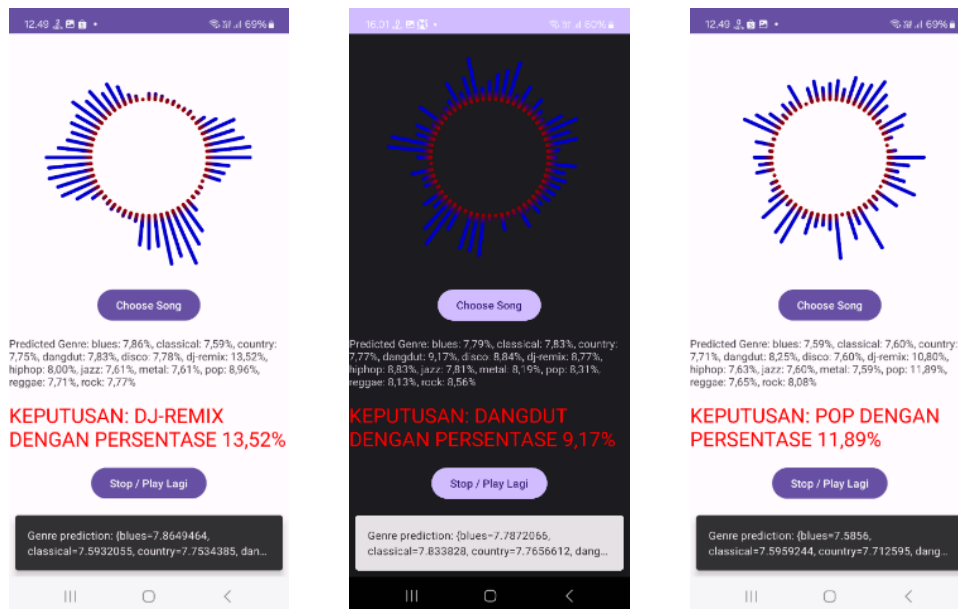 12.49
69%
Choose Song
Predicted Genre: blues: 7,86%, classical: 7,59%, country:
7,75%, dangdut: 7,83%, disco: 7,78%, dj-remix: 13,52%,
hiphop: 8,00%, jazz: 7,61%, metal: 7,61%, pop: 8,96%,
reggae: 7,71%, rock: 7,77%
KEPUTUSAN: DJ-REMIX
DENGAN PERSENTASE 13,52%
Stop / Play Lagi
Genre prediction: {blues=7.8649464,
classical=7.5932055, country=7.7534385, dan...
16.01
60%
Choose Song
Predicted Genre: blues: 7,79%, classical: 7,83%, country:
7,77%, dangdut: 9,17%, disco: 8,84%, dj-remix: 8,77%,
hiphop: 8,83%, jazz: 7,81%, metal: 8,19%, pop: 8,31%,
reggae: 8,13%, rock: 8,56%
KEPUTUSAN: DANGDUT
DENGAN PERSENTASE 9,17%
Stop / Play Lagi
Genre prediction: {blues=7.7872066,
classical=7.833828, country=7.7656612, dang...
12.49
69%
Choose Song
Predicted Genre: blues: 7,59%, classical: 7,60%, country:
7,71%, dangdut: 8,25%, disco: 7,60%, dj-remix: 10,80%,
hiphop: 7,63%, jazz: 7,60%, metal: 7,59%, pop: 11,89%,
reggae: 7,65%, rock: 8,08%
KEPUTUSAN: POP DENGAN
PERSENTASE 11,89%
Stop / Play Lagi
Genre prediction: {blues=7.5856,
classical=7.5959244, country=7.712595, dang...